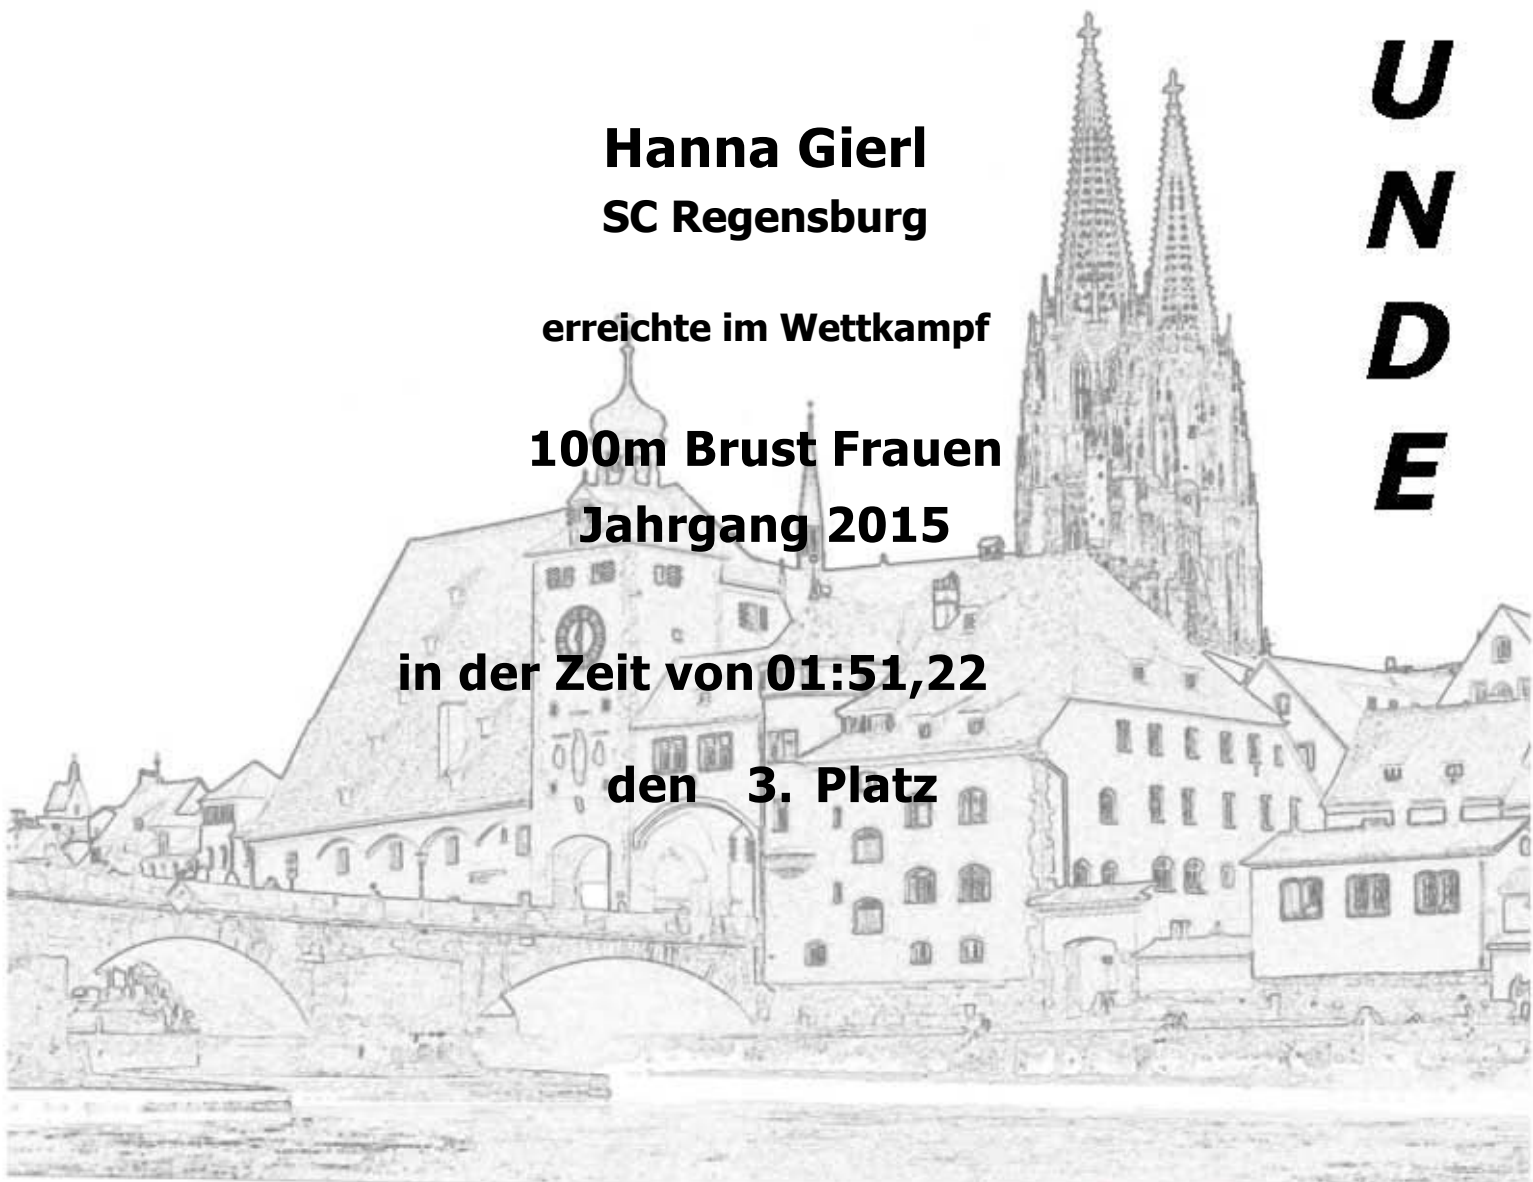 Hanna Gierl
SC Regensburg
erreichte im Wettkampf
100m Brust Frauen
Jahrgang 2015
in der Zeit von 01:51,22
den 3. Platz
U
N
D
E